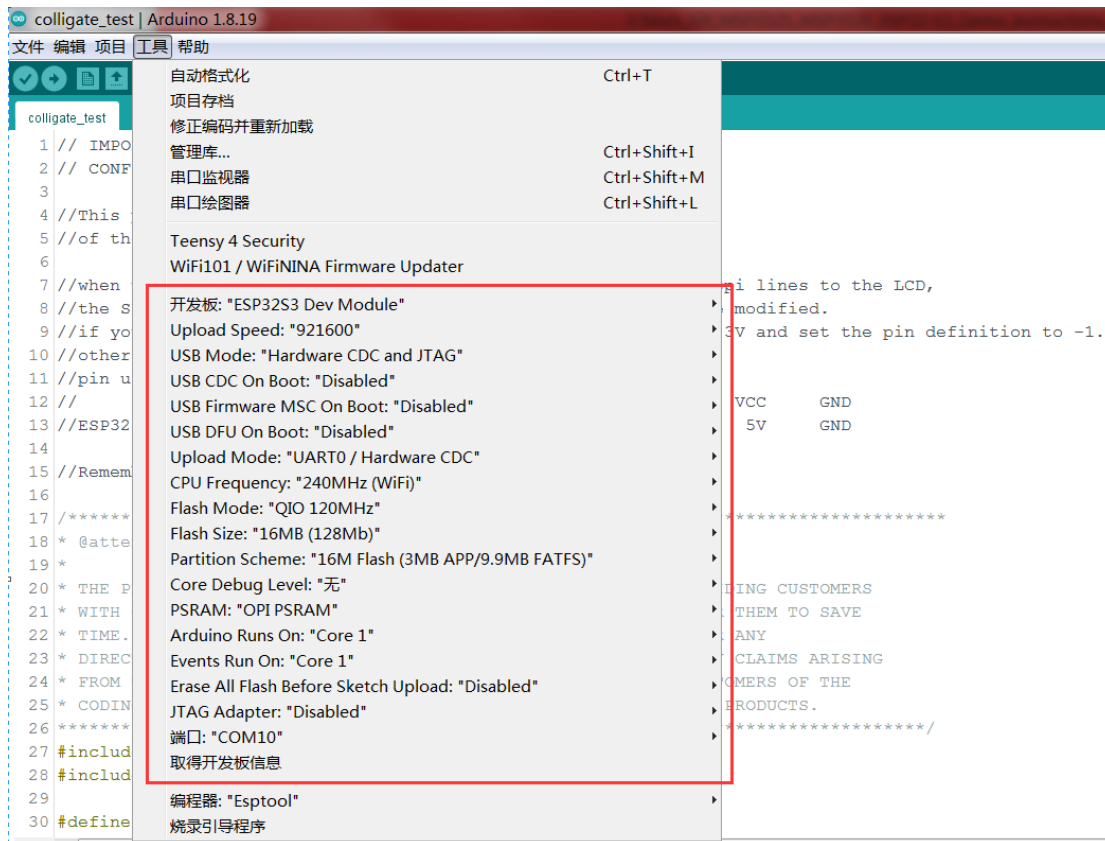 colligate_test | Arduino 1.8.19
文件 编辑 项目 工具 帮助
自动格式化 Ctrl+T
项目存档
修正编码并重新加载
管理库... Ctrl+Shift+I
串口监视器 Ctrl+Shift+M
串口绘图器 Ctrl+Shift+L
Teensy 4 Security
WiFi101 / WiFiNINA Firmware Updater
开发板: "ESP32S3 Dev Module"
Upload Speed: "921600"
USB Mode: "Hardware CDC and JTAG"
USB CDC On Boot: "Disabled"
USB Firmware MSC On Boot: "Disabled"
USB DFU On Boot: "Disabled"
Upload Mode: "UART0 / Hardware CDC"
CPU Frequency: "240MHz (WiFi)"
Flash Mode: "QIO 120MHz"
Flash Size: "16MB (128Mb)"
Partition Scheme: "16M Flash (3MB APP/9.9MB FATFS)"
Core Debug Level: "无"
PSRAM: "OPI PSRAM"
Arduino Runs On: "Core 1"
Events Run On: "Core 1"
Erase All Flash Before Sketch Upload: "Disabled"
JTAG Adapter: "Disabled"
端口: "COM10"
取得开发板信息
编程器: "Esptool"
烧录引导程序
colligate_test
1 // IMPO
2 // CONF
3
4 //This
5 //of th
6
7 //when pi lines to the LCD,
8 //the S modified.
9 //if yo 3V and set the pin definition to -1.
10 //other
11 //pin u
12 // VCC GND
13 //ESP32 5V GND
14
15 //Remem
16
17 /****** *********************
18 * @atte
19 *
20 * THE P DING CUSTOMERS
21 * WITH THEM TO SAVE
22 * TIME. ANY
23 * DIREC CLAIMS ARISING
24 * FROM OMERS OF THE
25 * CODIN PRODUCTS.
26 ******* *******************/
27 #includ
28 #includ
29
30 #define